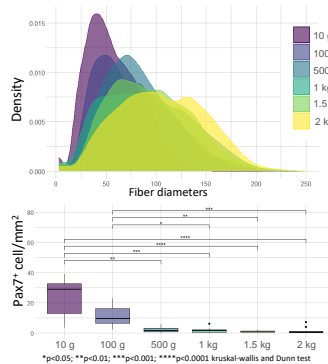 0.015
0.010
0.005
0.000
Density
0 50 100 150 200 250
Fiber diameters
10 g
100
500
1 kg
1.5
2 k
Pax7⁺ cell/mm²
80
60
40
20
0
***
**
*
****
****
***
**
10 g 100 g 500 g 1 kg 1.5 kg 2 kg
*p<0.05; **p<0.01; ***p<0.001; ****p<0.0001 kruskal-wallis and Dunn test